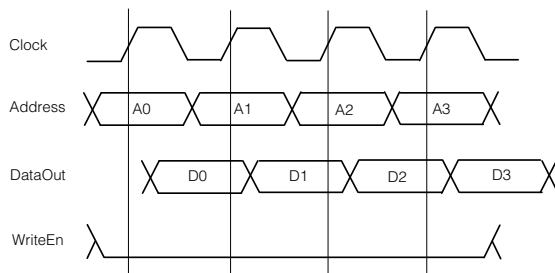 Clock
Address A0 A1 A2 A3
DataOut D0 D1 D2 D3
WriteEn